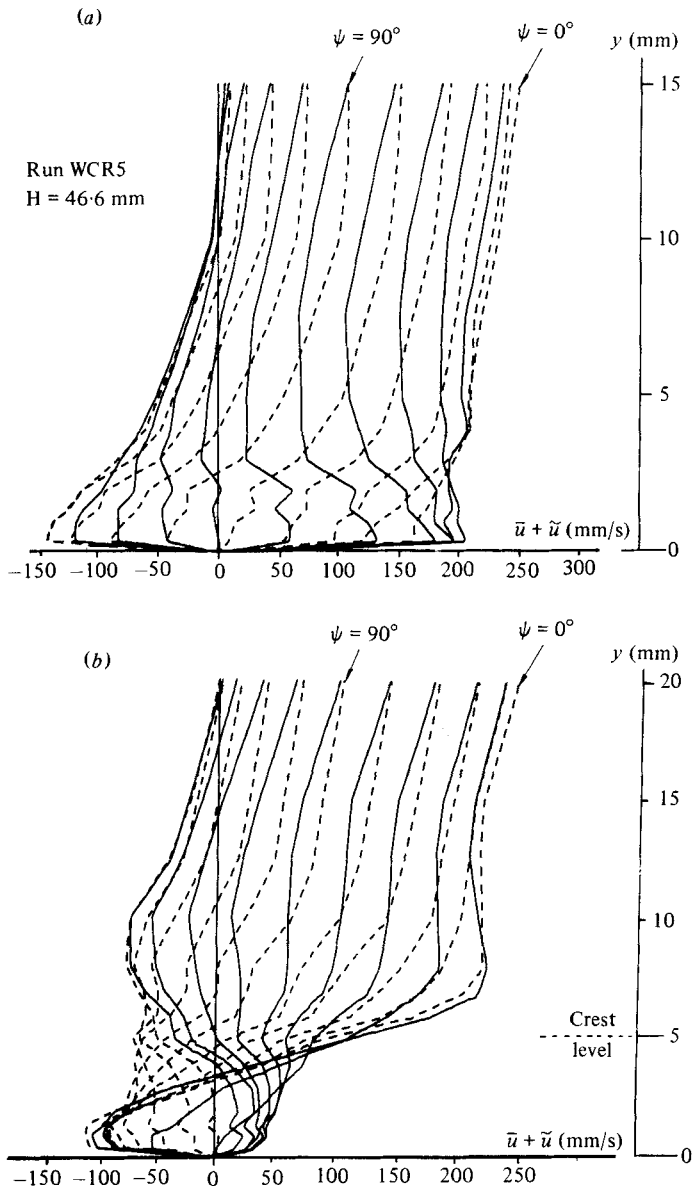 (a)
ψ = 90°
ψ = 0°
y (mm)
15
Run WCR5
H = 46·6 mm
10
5
u̅ + ũ (mm/s)
0
−150 −100 −50 0 50 100 150 200 250 300
(b)
ψ = 90°
ψ = 0°
y (mm)
20
15
10
Crest
5
level
u̅ + ũ (mm/s)
0
−150 −100 −50 0 50 100 150 200 250